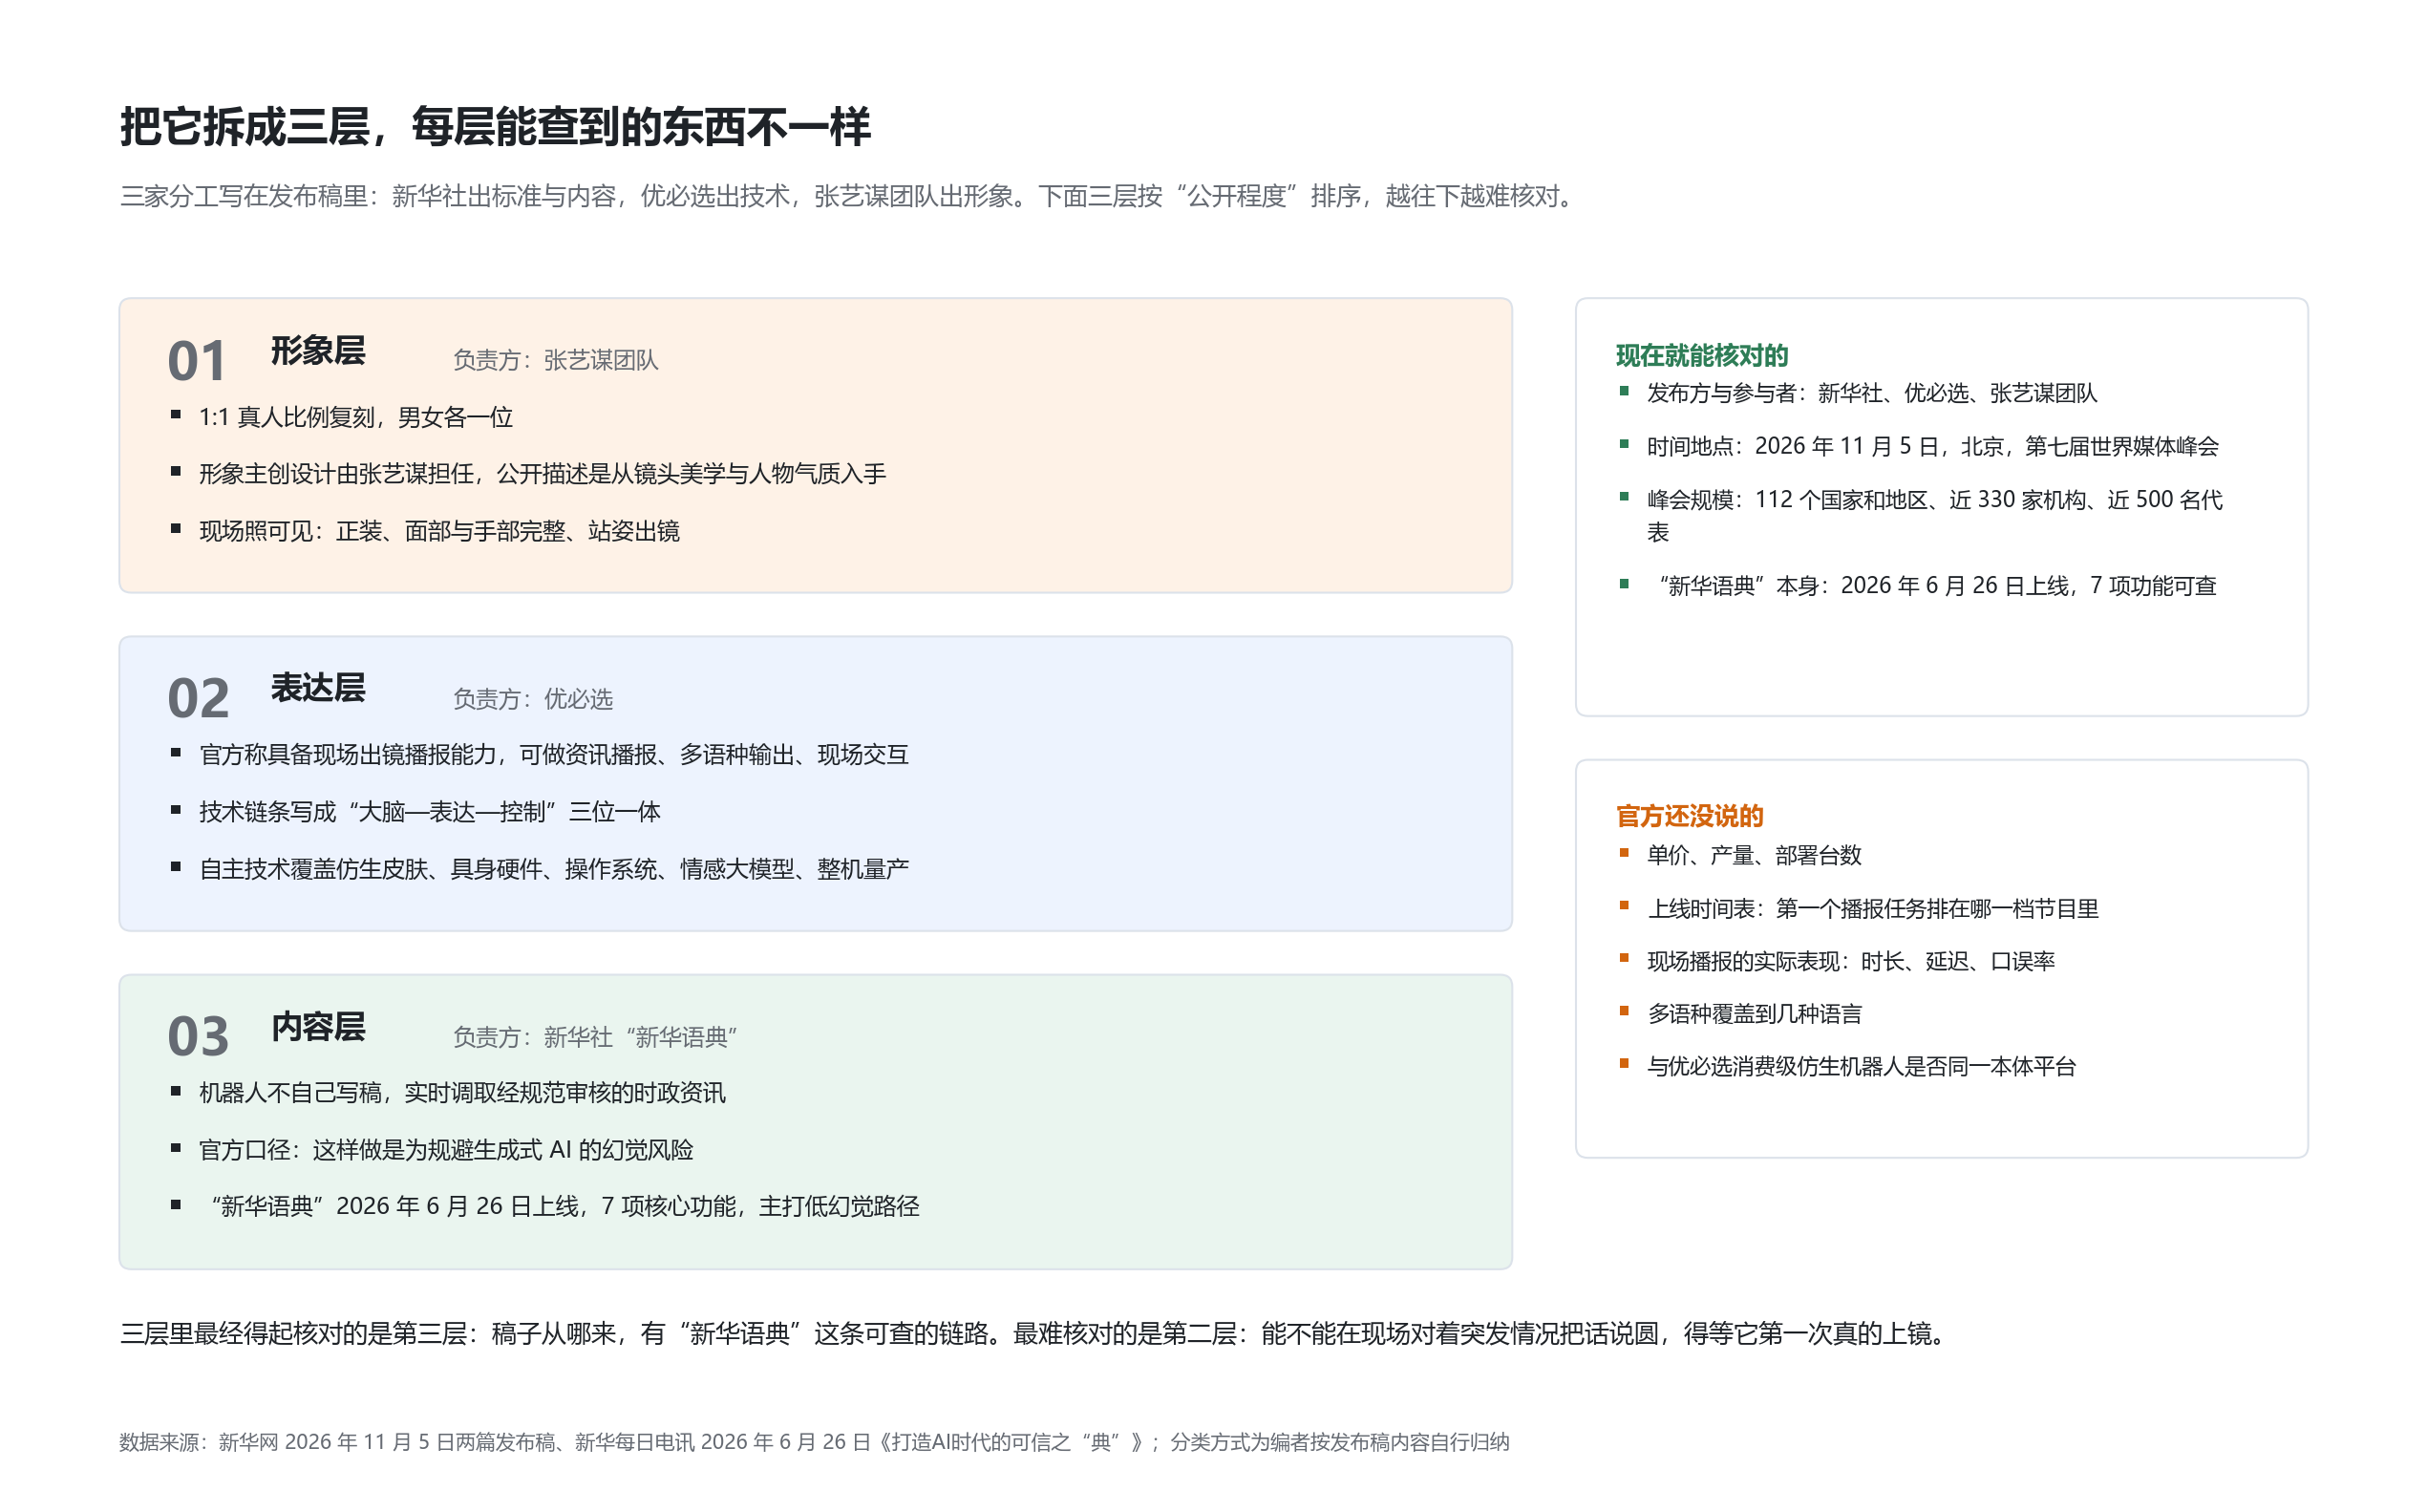 把它拆成三层，每层能查到的东西不一样
三家分工写在发布稿里：新华社出标准与内容，优必选出技术，张艺谋团队出形象。下面三层按“公开程度”排序，越往下越难核对。
01 形象层 负责方：张艺谋团队
1:1 真人比例复刻，男女各一位
形象主创设计由张艺谋担任，公开描述是从镜头美学与人物气质入手
现场照可见：正装、面部与手部完整、站姿出镜
02 表达层 负责方：优必选
官方称具备现场出镜播报能力，可做资讯播报、多语种输出、现场交互
技术链条写成“大脑—表达—控制”三位一体
自主技术覆盖仿生皮肤、具身硬件、操作系统、情感大模型、整机量产
03 内容层 负责方：新华社“新华语典”
机器人不自己写稿，实时调取经规范审核的时政资讯
官方口径：这样做是为规避生成式 AI 的幻觉风险
“新华语典”2026 年 6 月 26 日上线，7 项核心功能，主打低幻觉路径
现在就能核对的
发布方与参与者：新华社、优必选、张艺谋团队
时间地点：2026 年 11 月 5 日，北京，第七届世界媒体峰会
峰会规模：112 个国家和地区、近 330 家机构、近 500 名代
表
“新华语典”本身：2026 年 6 月 26 日上线，7 项功能可查
官方还没说的
单价、产量、部署台数
上线时间表：第一个播报任务排在哪一档节目里
现场播报的实际表现：时长、延迟、口误率
多语种覆盖到几种语言
与优必选消费级仿生机器人是否同一本体平台
三层里最经得起核对的是第三层：稿子从哪来，有“新华语典”这条可查的链路。最难核对的是第二层：能不能在现场对着突发情况把话说圆，得等它第一次真的上镜。
数据来源：新华网 2026 年 11 月 5 日两篇发布稿、新华每日电讯 2026 年 6 月 26 日《打造AI时代的可信之“典”》；分类方式为编者按发布稿内容自行归纳